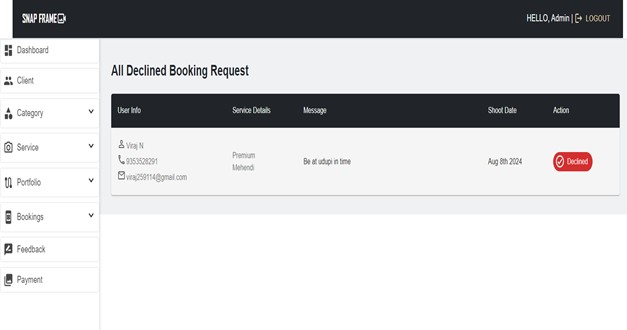 SNAP FRAME
HELLO, Admin | LOGOUT
Dashboard
Client
Category
Service
Portfolio
Bookings
Feedback
Payment
All Declined Booking Request
User Info Service Details Message Shoot Date Action
Viraj N
9353528291
viraj259114@gmail.com
Premium
Mehendi
Be at udupi in time
Aug 8th 2024
Declined